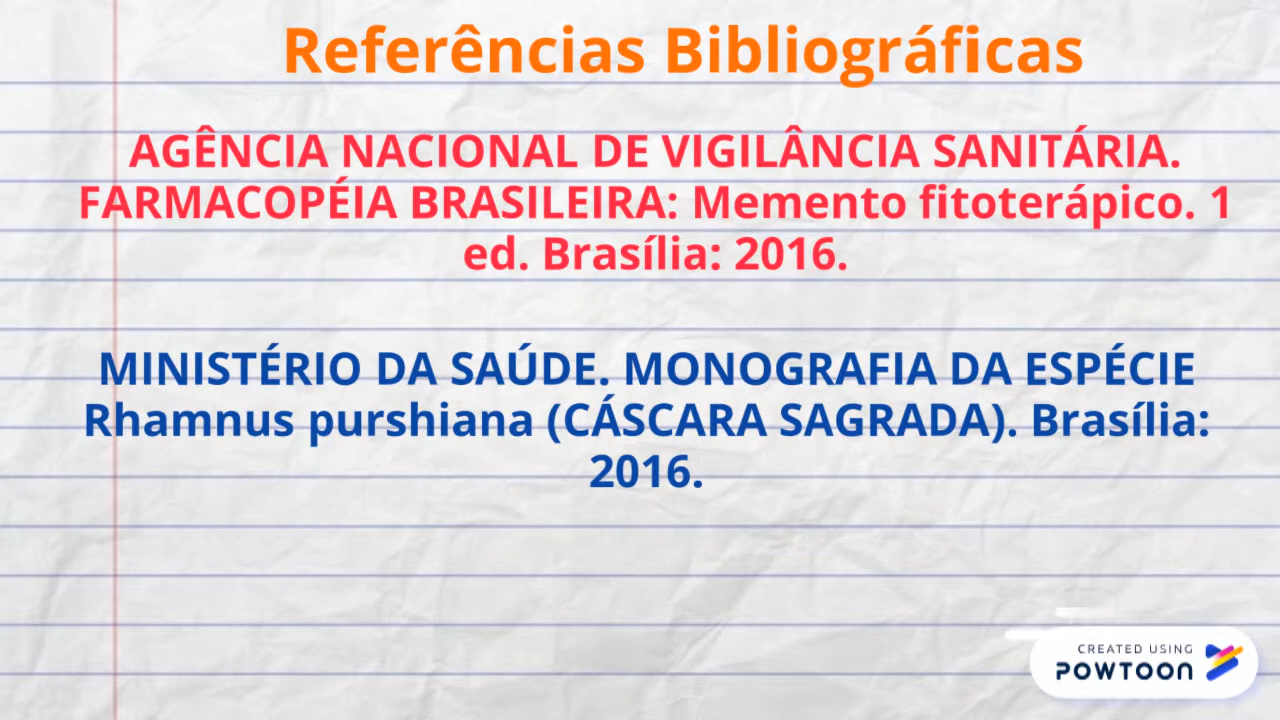 Referências Bibliográficas
AGÊNCIA NACIONAL DE VIGILÂNCIA SANITÁRIA.
FARMACOPÉIA BRASILEIRA: Memento fitoterápico. 1
ed. Brasília: 2016.
MINISTÉRIO DA SAÚDE. MONOGRAFIA DA ESPÉCIE
Rhamnus purshiana (CÁSCARA SAGRADA). Brasília:
2016.
CREATED USING
POWTOON